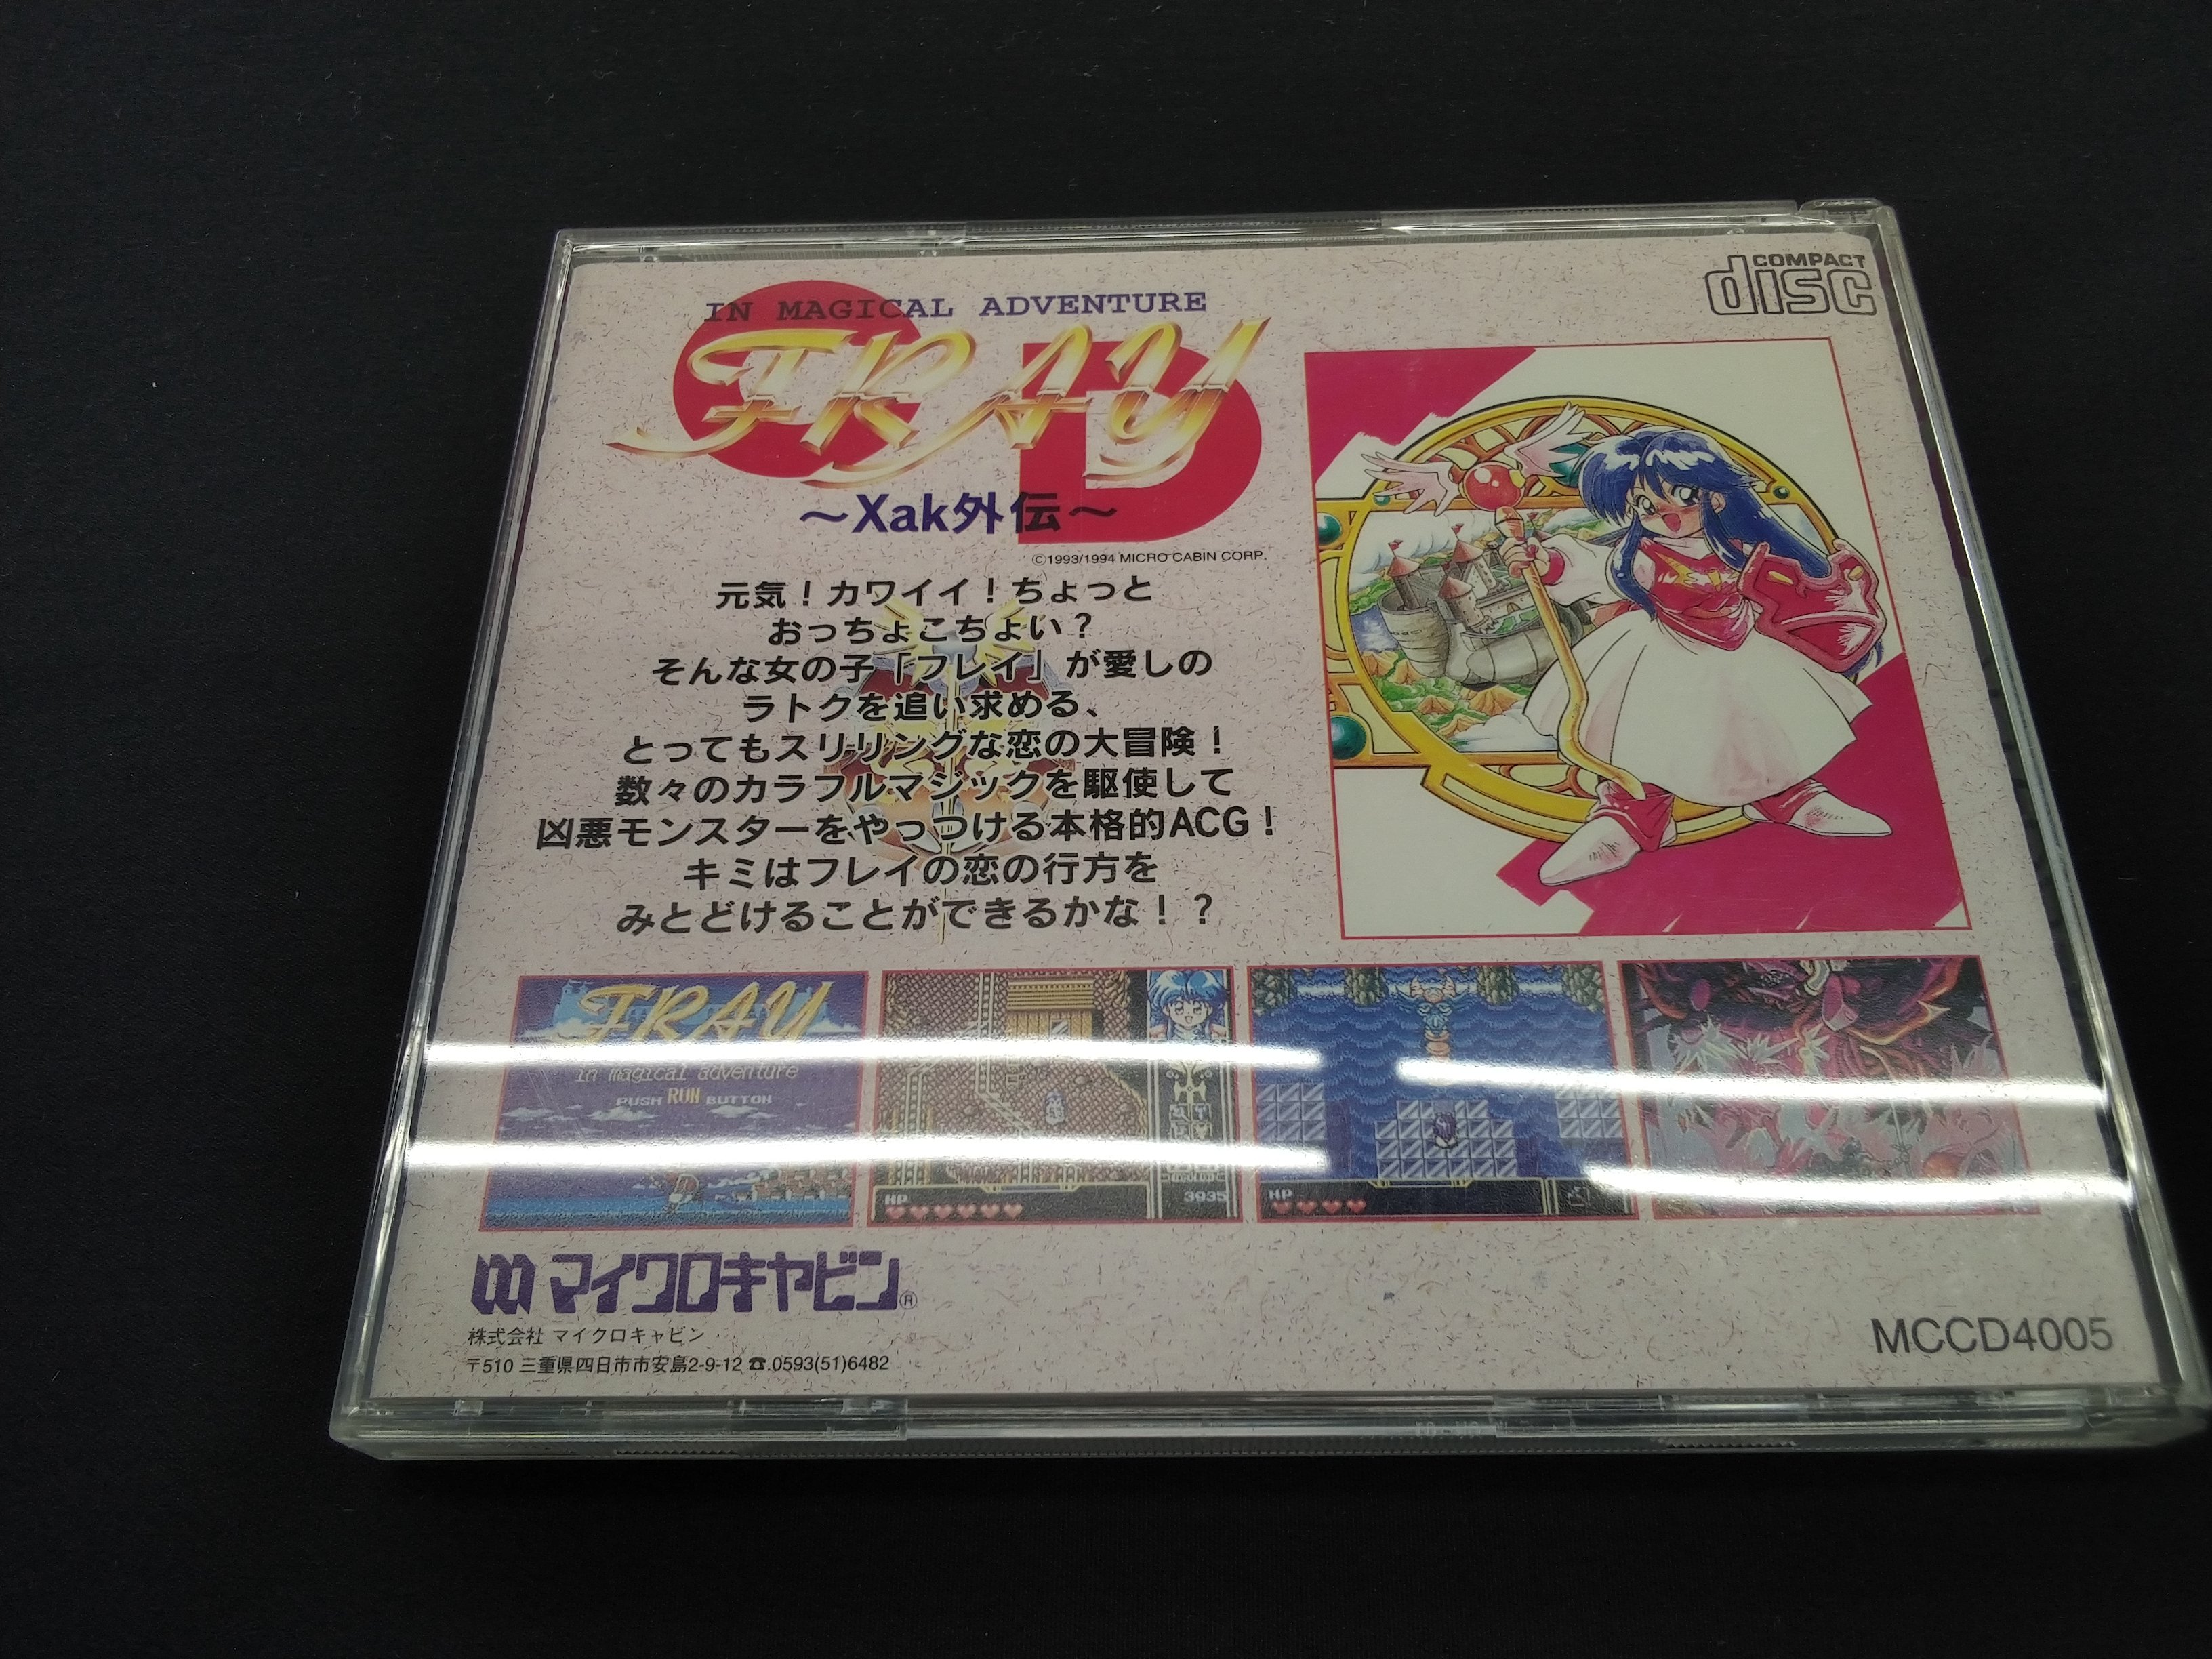 IN MAGICAL ADVENTURE
FRAY
CD
～Xak外伝～
©1993/1994 MICRO CABIN CORP.
COMPACT
disc
元気！カワイイ！ちょっと
おっちょこちょい？
そんな女の子「フレイ」が愛しの
ラトクを追い求める、
とってもスリリングな恋の大冒険！
数々のカラフルマジックを駆使して
凶悪モンスターをやっつける本格的ACG！
キミはフレイの恋の行方を
みとどけることができるかな！？
FRAY
in magical adventure
PUSH RUN BUTTON
HP
3935
HP
マイクロキャビン®
株式会社 マイクロキャビン
〒510 三重県四日市市安島2-9-12 ☎.0593(51)6482
MCCD4005